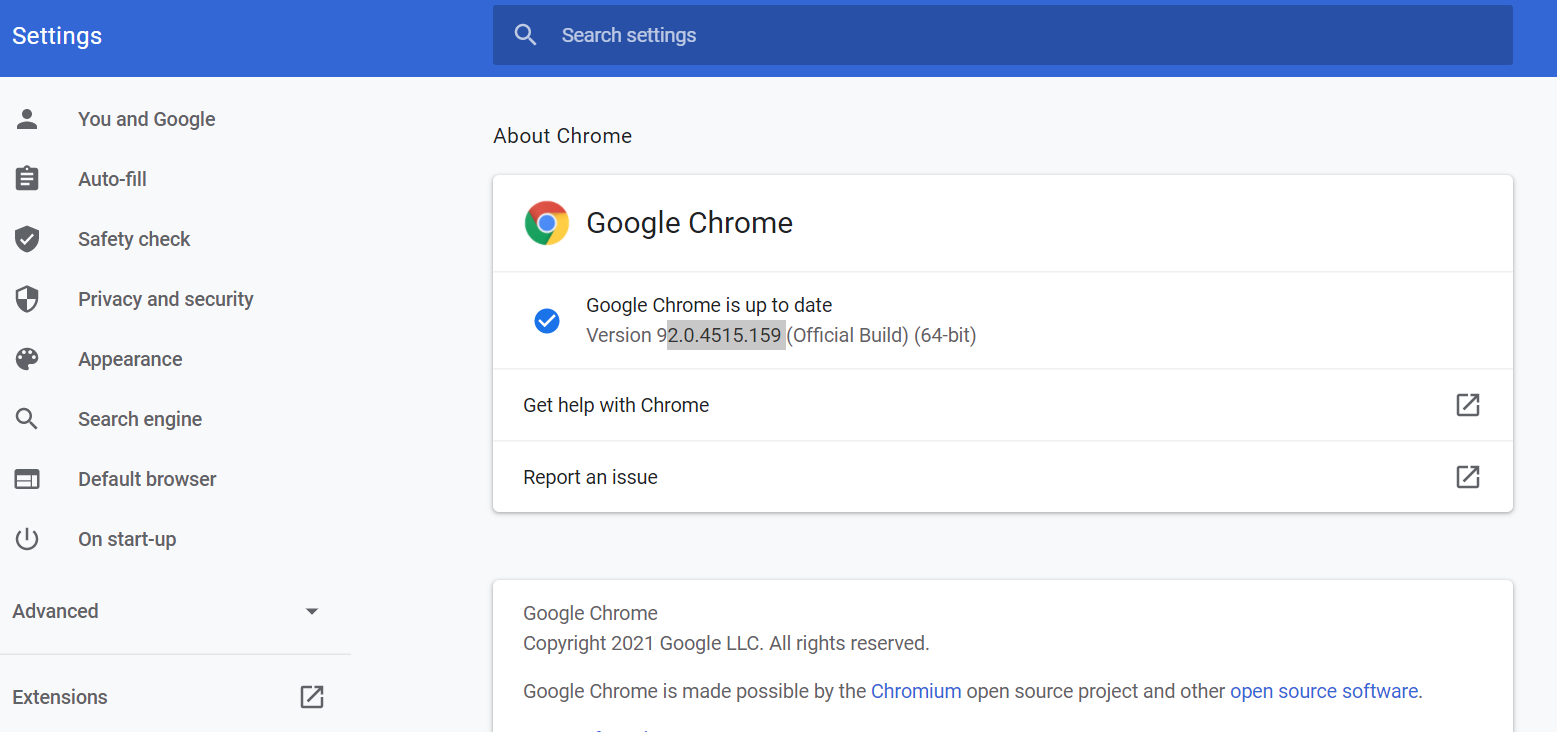 Settings
Search settings
You and Google
Auto-fill
Safety check
Privacy and security
Appearance
Search engine
Default browser
On start-up
Advanced
Extensions
About Chrome
Google Chrome
Google Chrome is up to date
Version 92.0.4515.159 (Official Build) (64-bit)
Get help with Chrome
Report an issue
Google Chrome
Copyright 2021 Google LLC. All rights reserved.
Google Chrome is made possible by the Chromium open source project and other open source software.